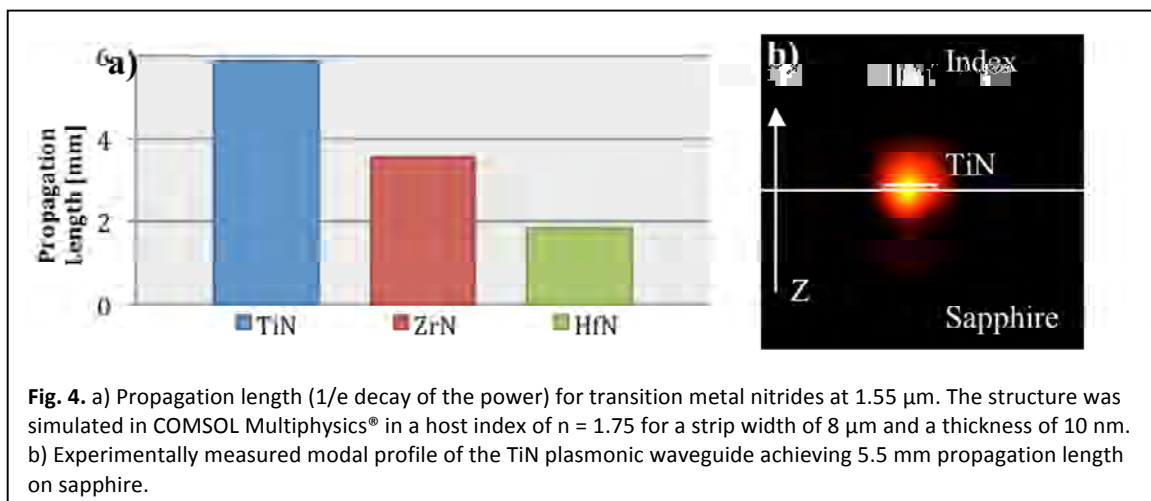 6
a)
4
2
0
Propagation
Length [mm]
TiN ZrN HfN
b)
Index
TiN
Z
Sapphire
Fig. 4. a) Propagation length (1/e decay of the power) for transition metal nitrides at 1.55 μm. The structure was
simulated in COMSOL Multiphysics® in a host index of n = 1.75 for a strip width of 8 μm and a thickness of 10 nm.
b) Experimentally measured modal profile of the TiN plasmonic waveguide achieving 5.5 mm propagation length
on sapphire.